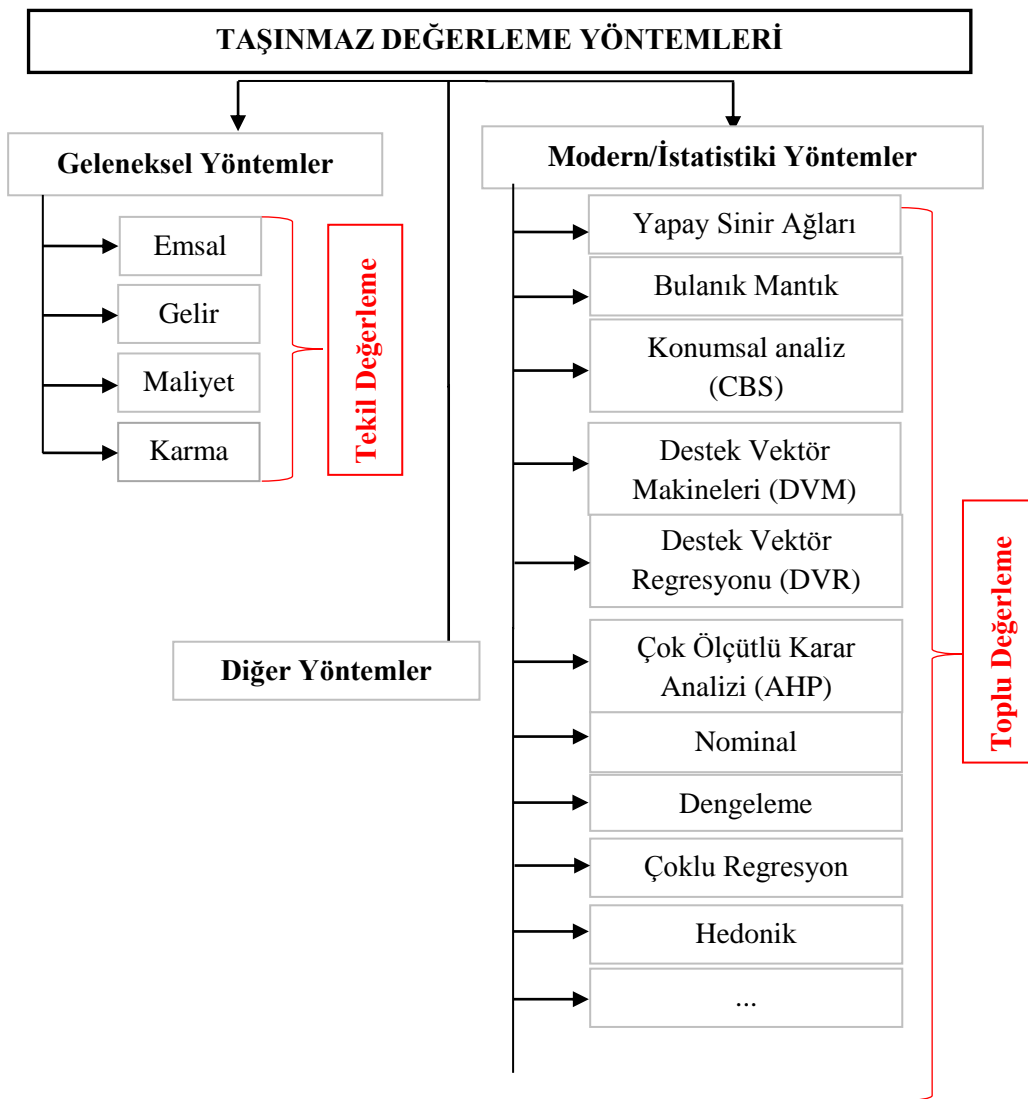 TAŞINMAZ DEĞERLEME YÖNTEMLERİ
Geleneksel Yöntemler
Emsal
Gelir
Maliyet
Karma
Tekil Değerleme
Diğer Yöntemler
Modern/İstatistiki Yöntemler
Yapay Sinir Ağları
Bulanık Mantık
Konumsal analiz
(CBS)
Destek Vektör
Makineleri (DVM)
Destek Vektör
Regresyonu (DVR)
Çok Ölçütlü Karar
Analizi (AHP)
Nominal
Dengeleme
Çoklu Regresyon
Hedonik
...
Toplu Değerleme